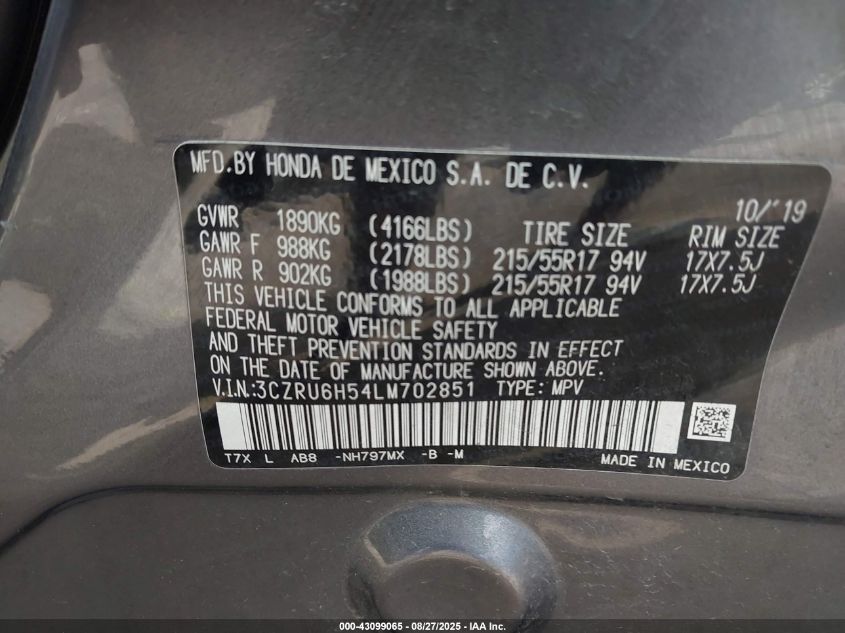 MFD.BY HONDA DE MEXICO S.A. DE C.V.
10/'19
GVWR 1890KG (4166LBS) TIRE SIZE RIM SIZE
GAWR F 988KG (2178LBS) 215/55R17 94V 17X7.5J
GAWR R 902KG (1988LBS) 215/55R17 94V 17X7.5J
THIS VEHICLE CONFORMS TO ALL APPLICABLE
FEDERAL MOTOR VEHICLE SAFETY
AND THEFT PREVENTION STANDARDS IN EFFECT
ON THE DATE OF MANUFACTURE SHOWN ABOVE.
V.IN.:3CZRU6H54LM702851 TYPE: MPV
T7X L AB8 -NH797MX -B -M MADE IN MEXICO
000-43099065 - 08/27/2025 - IAA Inc.